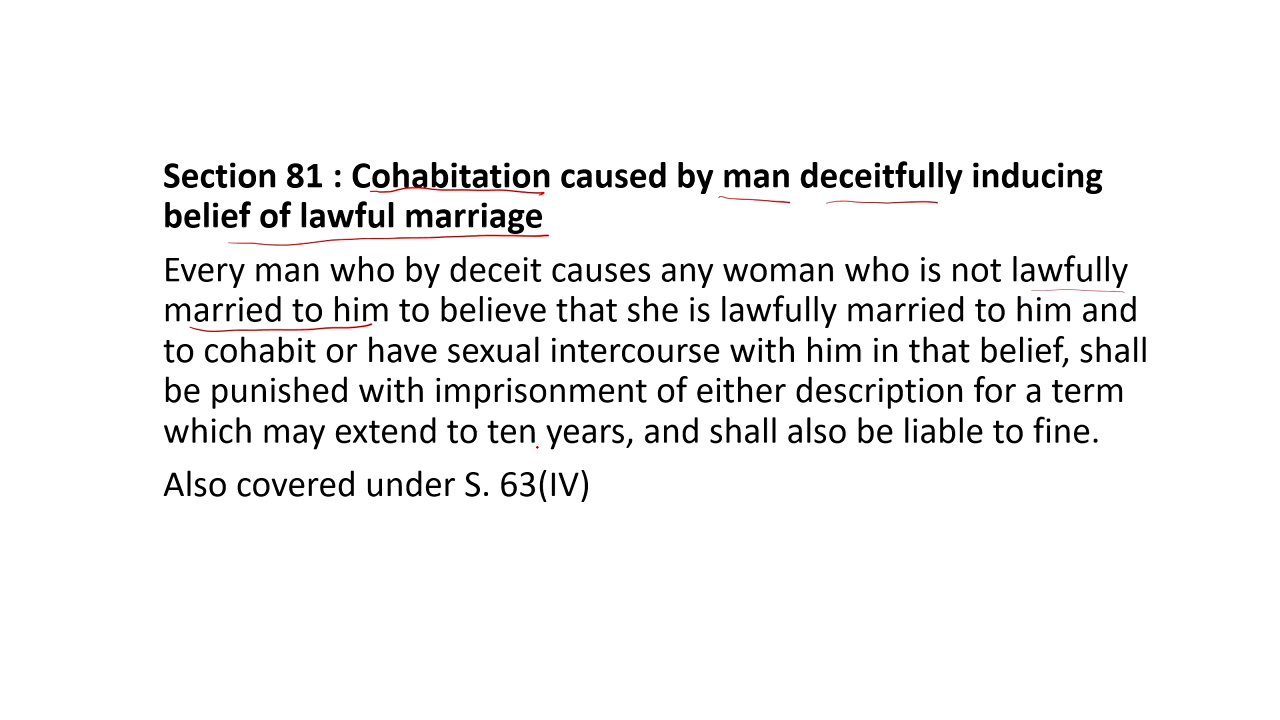 Section 81 : Cohabitation caused by man deceitfully inducing
belief of lawful marriage
Every man who by deceit causes any woman who is not lawfully
married to him to believe that she is lawfully married to him and
to cohabit or have sexual intercourse with him in that belief, shall
be punished with imprisonment of either description for a term
which may extend to ten years, and shall also be liable to fine.
Also covered under S. 63(IV)